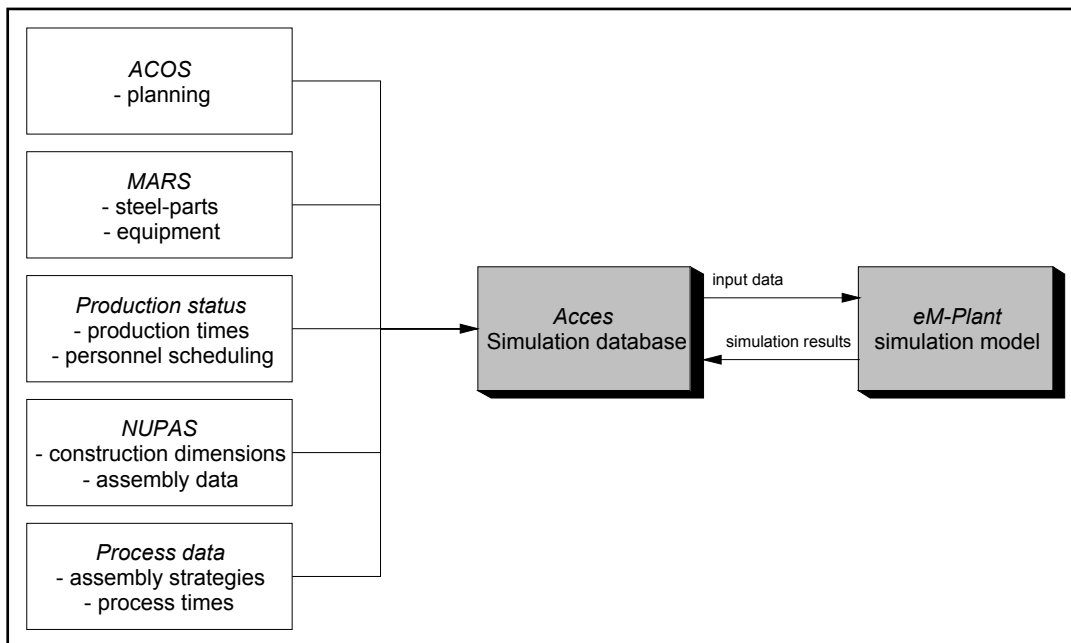 ACOS
- planning
MARS
- steel-parts
- equipment
Production status
- production times
- personnel scheduling
NUPAS
- construction dimensions
- assembly data
Process data
- assembly strategies
- process times
Acces
Simulation database
input data
simulation results
eM-Plant
simulation model